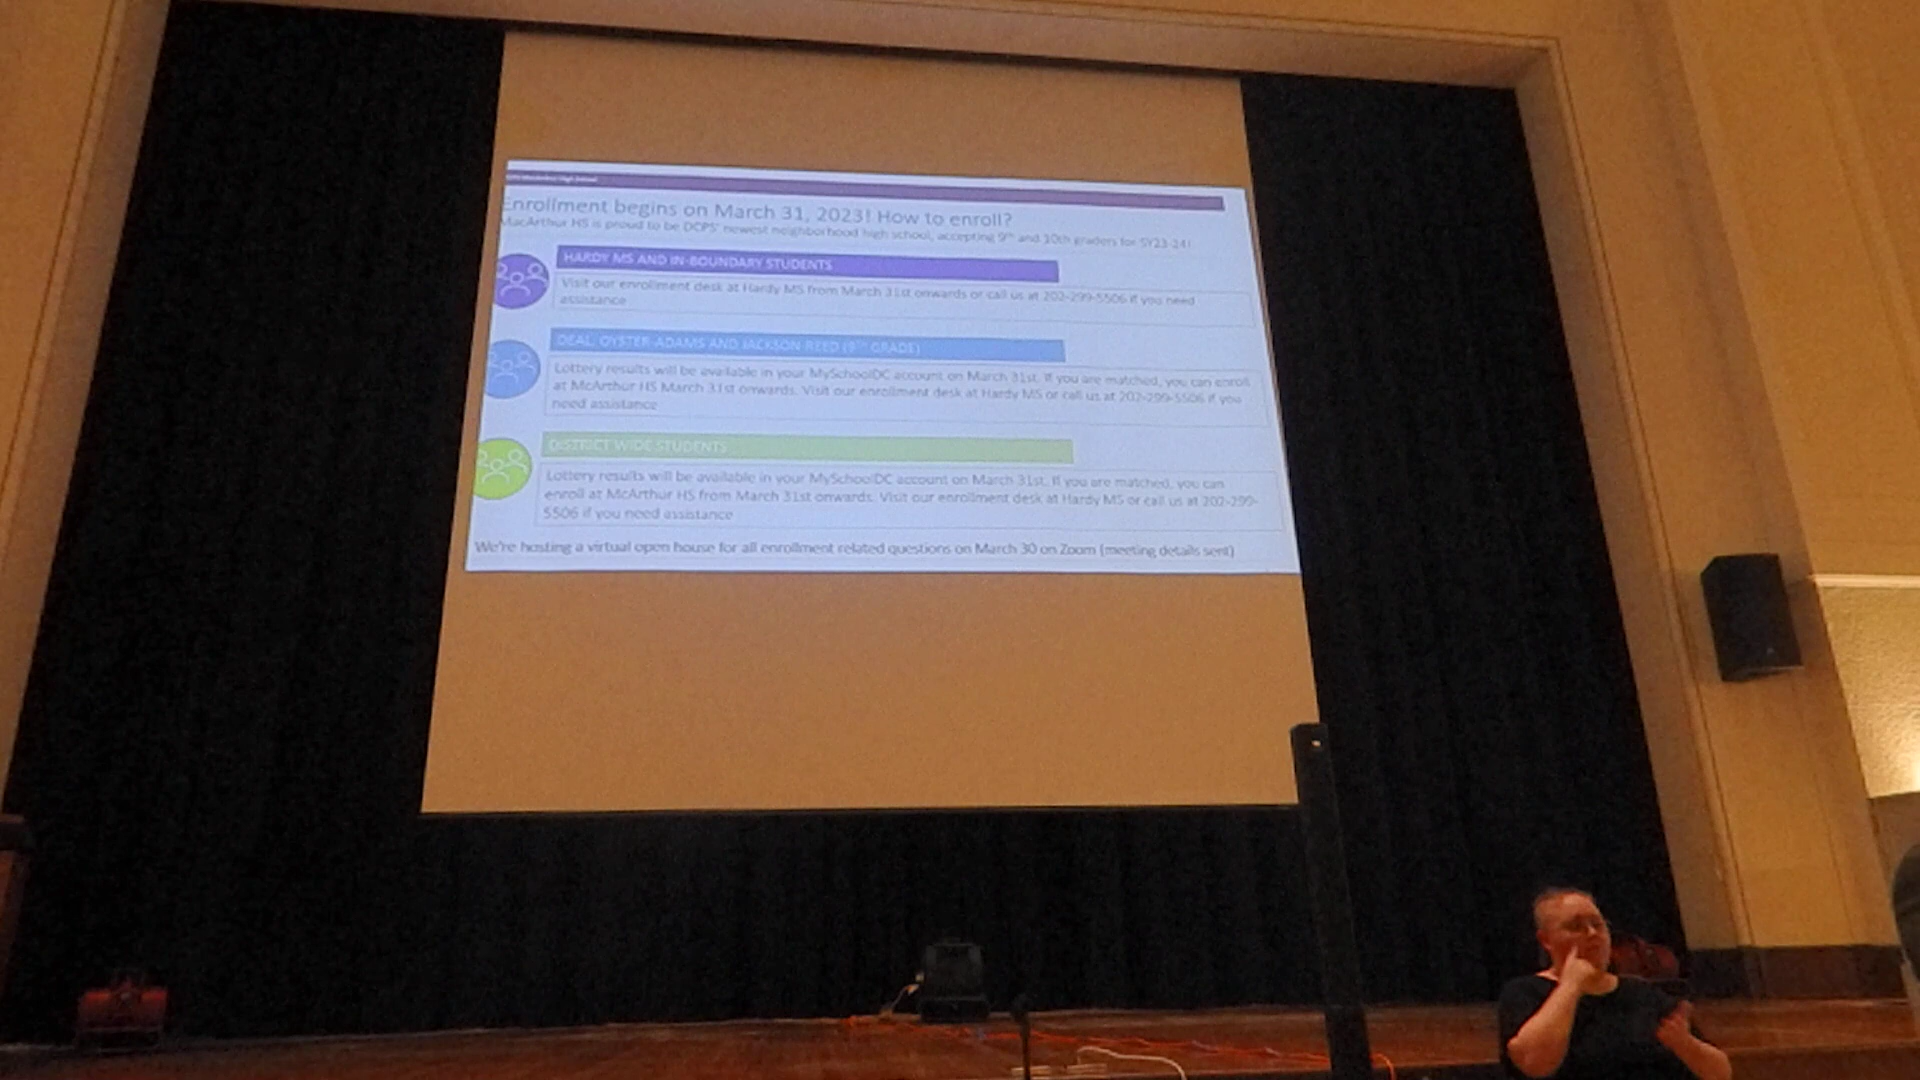 Enrollment begins on March 31, 2023! How to enroll?
MacArthur HS is proud to be DCPS' newest neighborhood high school, accepting 9th and 10th graders for SY23-24!
HARDY MS AND IN-BOUNDARY STUDENTS
Visit our enrollment desk at Hardy MS from March 31st onwards or call us at 202-299-5506 if you need
assistance
DEAL, OYSTER-ADAMS AND JACKSON-REED (9TH GRADE)
Lottery results will be available in your MySchoolDC account on March 31st. If you are matched, you can enroll
at McArthur HS March 31st onwards. Visit our enrollment desk at Hardy MS or call us at 202-299-5506 if you
need assistance
DISTRICT WIDE STUDENTS
Lottery results will be available in your MySchoolDC account on March 31st. If you are matched, you can
enroll at McArthur HS from March 31st onwards. Visit our enrollment desk at Hardy MS or call us at 202-299-
5506 if you need assistance
We're hosting a virtual open house for all enrollment related questions on March 30 on Zoom (meeting details sent)